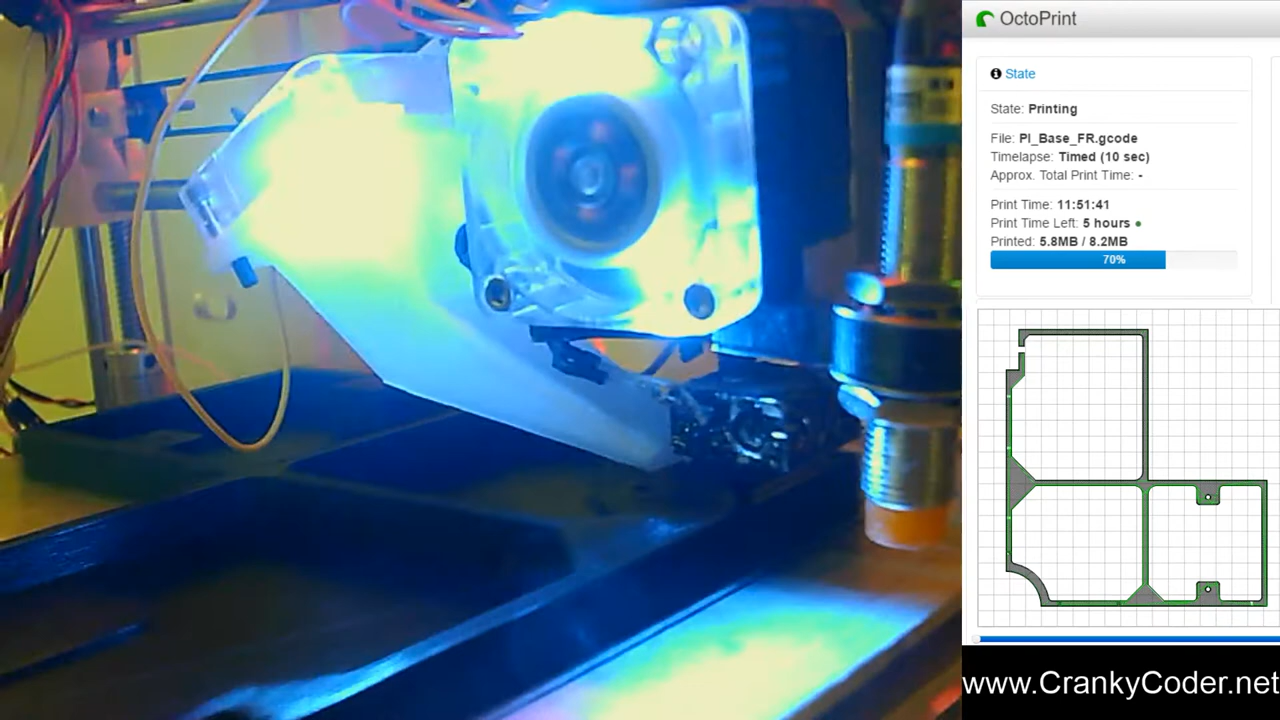 OctoPrint
State
State: Printing
File: PI_Base_FR.gcode
Timelapse: Timed (10 sec)
Approx. Total Print Time: -
Print Time: 11:51:41
Print Time Left: 5 hours
Printed: 5.8MB / 8.2MB
70%
www.CrankyCoder.net